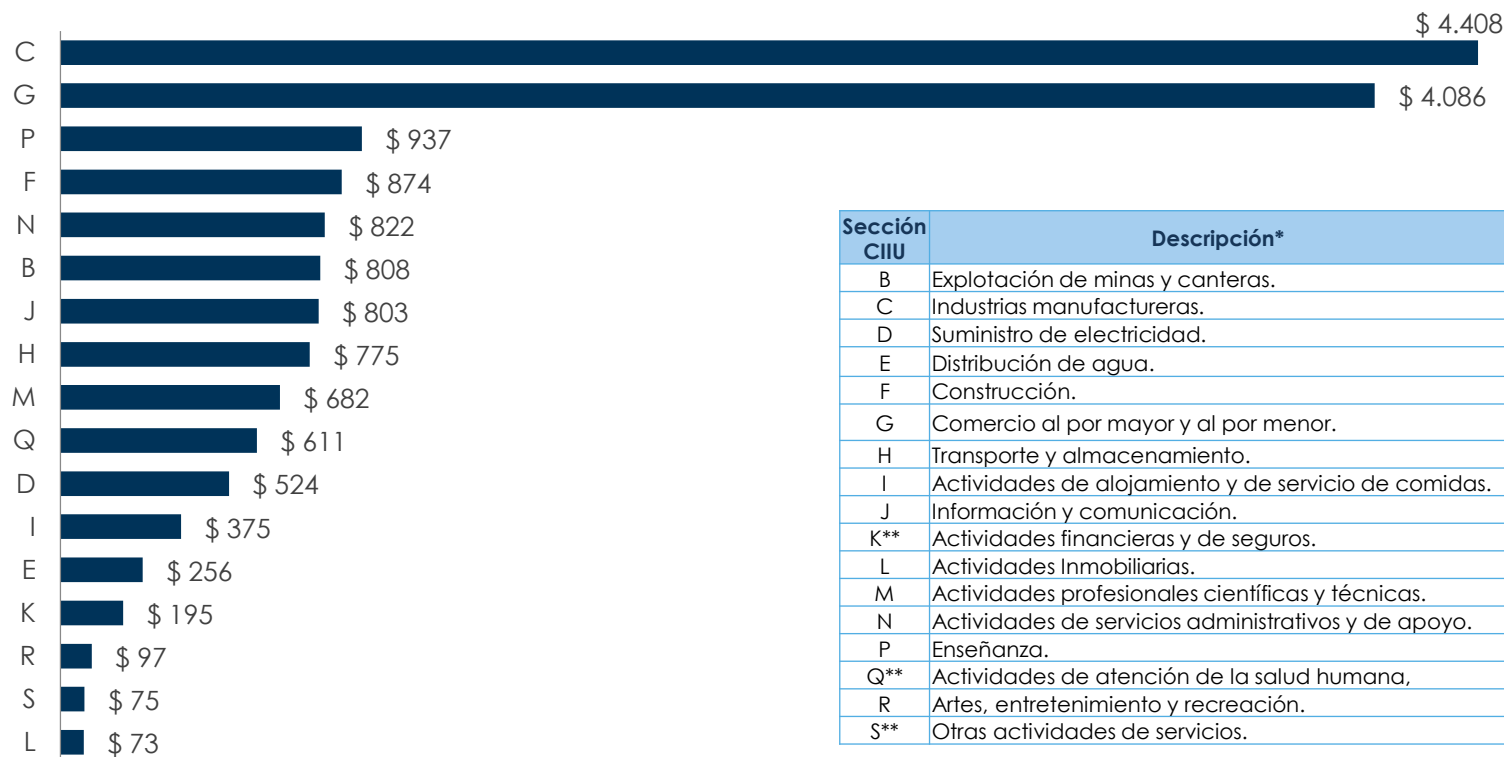 $ 4.408
C
G $ 4.086
P $ 937
F $ 874
N $ 822
B $ 808
J $ 803
H $ 775
M $ 682
Q $ 611
D $ 524
I $ 375
E $ 256
K $ 195
R $ 97
S $ 75
L $ 73
Sección CIIU Descripción*
B Explotación de minas y canteras.
C Industrias manufactureras.
D Suministro de electricidad.
E Distribución de agua.
F Construcción.
G Comercio al por mayor y al por menor.
H Transporte y almacenamiento.
I Actividades de alojamiento y de servicio de comidas.
J Información y comunicación.
K** Actividades financieras y de seguros.
L Actividades Inmobiliarias.
M Actividades profesionales científicas y técnicas.
N Actividades de servicios administrativos y de apoyo.
P Enseñanza.
Q** Actividades de atención de la salud humana,
R Artes, entretenimiento y recreación.
S** Otras actividades de servicios.